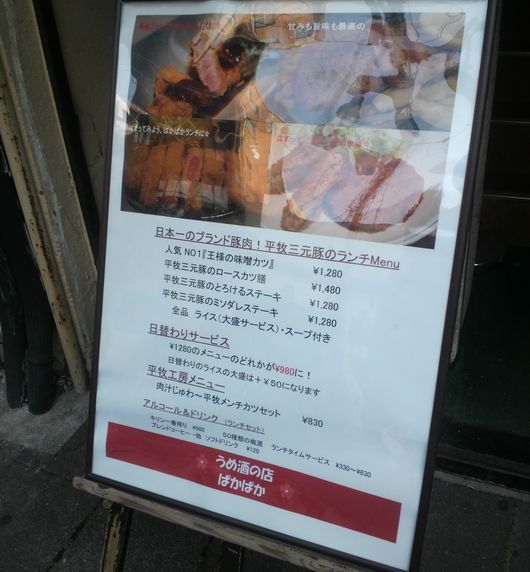 甘みも旨味も最高の
ぱかぱかランチに☆
日本一のブランド豚肉！平牧三元豚のランチMenu
人気 NO1『王様の味噌カツ』 ¥1,280
平牧三元豚のロースカツ膳 ¥1,480
平牧三元豚のとろけるステーキ ¥1,280
平牧三元豚のミソダレステーキ ¥1,280
全品 ライス（大盛サービス）・スープ付き
日替わりサービス
¥1280のメニューのどれかが¥980に！
日替わりのライスの大盛は＋￥50になります
平牧工房メニュー
肉汁じゅわ～平牧メンチカツセット ¥830
アルコール＆ドリンク （ランチセット）
キリン一番搾り ¥500 50種類の梅酒 ランチタイムサービス ¥330～¥630
ブレンドコーヒー・他 ソフトドリンク ¥120
うめ酒の店
ぱかぱか